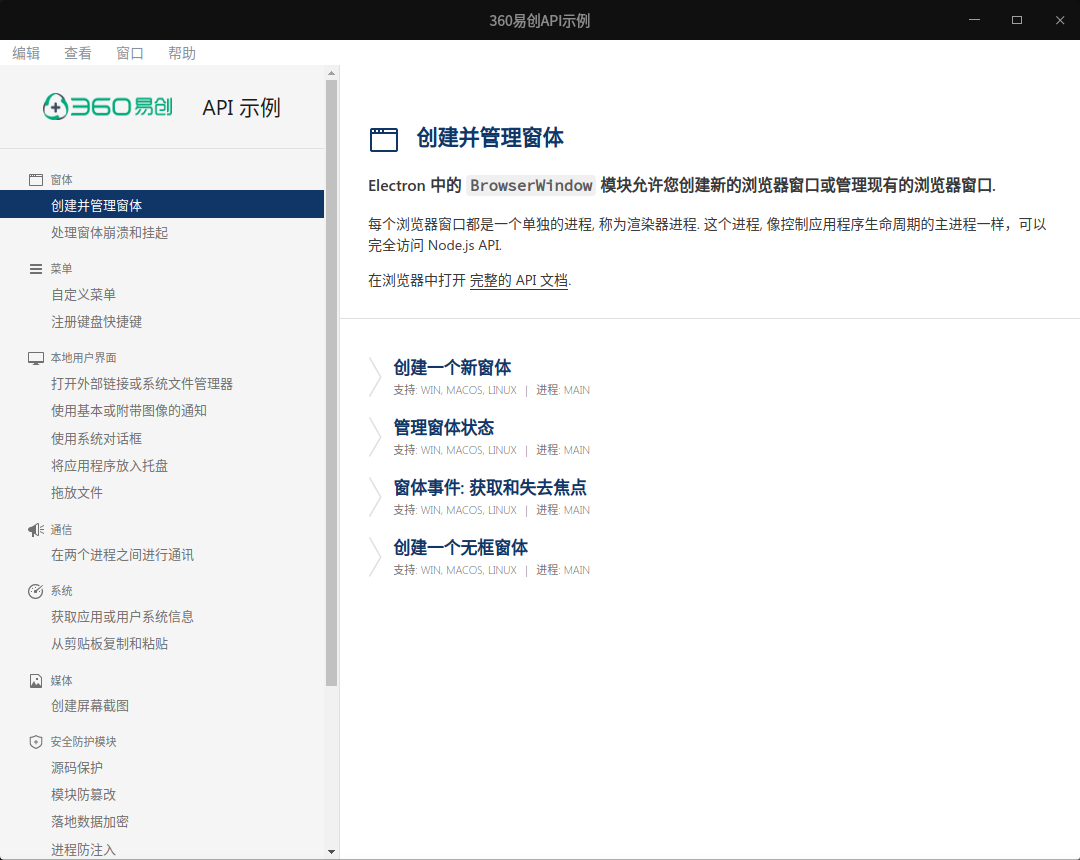 360易创API示例
编辑 查看 窗口 帮助
360易创 API 示例
窗体
创建并管理窗体
处理窗体崩溃和挂起
菜单
自定义菜单
注册键盘快捷键
本地用户界面
打开外部链接或系统文件管理器
使用基本或附带图像的通知
使用系统对话框
将应用程序放入托盘
拖放文件
通信
在两个进程之间进行通讯
系统
获取应用或用户系统信息
从剪贴板复制和粘贴
媒体
创建屏幕截图
安全防护模块
源码保护
模块防篡改
落地数据加密
进程防注入
创建并管理窗体
Electron 中的 BrowserWindow 模块允许您创建新的浏览器窗口或管理现有的浏览器窗口.
每个浏览器窗口都是一个单独的进程, 称为渲染器进程. 这个进程, 像控制应用程序生命周期的主进程一样，可以
完全访问 Node.js API.
在浏览器中打开 完整的 API 文档.
创建一个新窗体
支持: WIN, MACOS, LINUX | 进程: MAIN
管理窗体状态
支持: WIN, MACOS, LINUX | 进程: MAIN
窗体事件: 获取和失去焦点
支持: WIN, MACOS, LINUX | 进程: MAIN
创建一个无框窗体
支持: WIN, MACOS, LINUX | 进程: MAIN